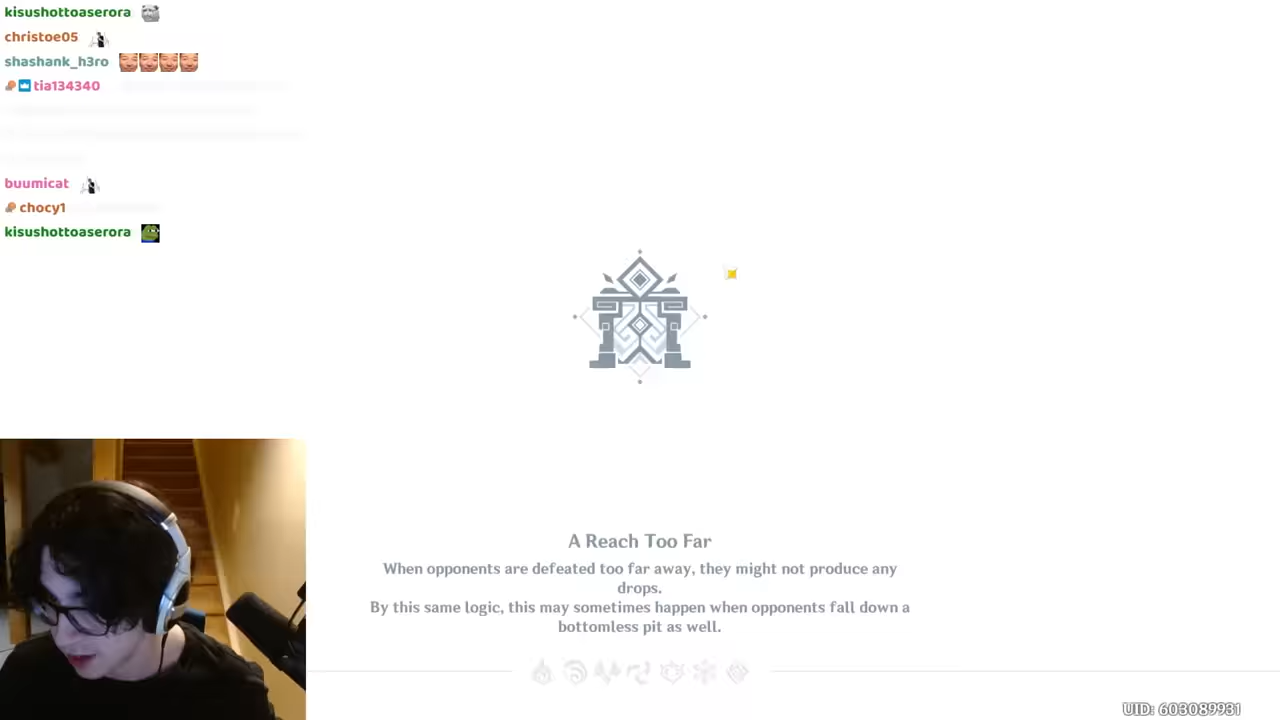 kisushottoaserora
christoe05
shashank_h3ro
tia134340
buumicat
chocy1
kisushottoaserora
A Reach Too Far
When opponents are defeated too far away, they might not produce any
drops.
By this same logic, this may sometimes happen when opponents fall down a
bottomless pit as well.
UID: 603089931